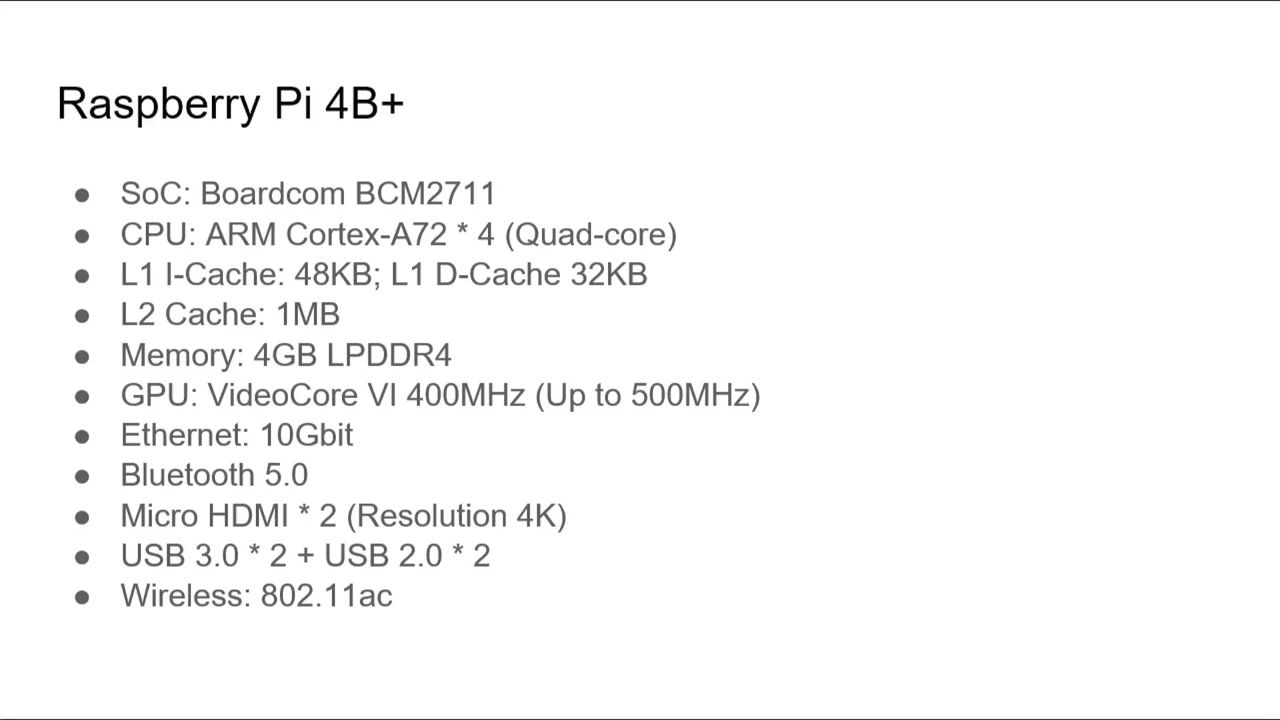 Raspberry Pi 4B+
● SoC: Boardcom BCM2711
● CPU: ARM Cortex-A72 * 4 (Quad-core)
● L1 I-Cache: 48KB; L1 D-Cache 32KB
● L2 Cache: 1MB
● Memory: 4GB LPDDR4
● GPU: VideoCore VI 400MHz (Up to 500MHz)
● Ethernet: 10Gbit
● Bluetooth 5.0
● Micro HDMI * 2 (Resolution 4K)
● USB 3.0 * 2 + USB 2.0 * 2
● Wireless: 802.11ac